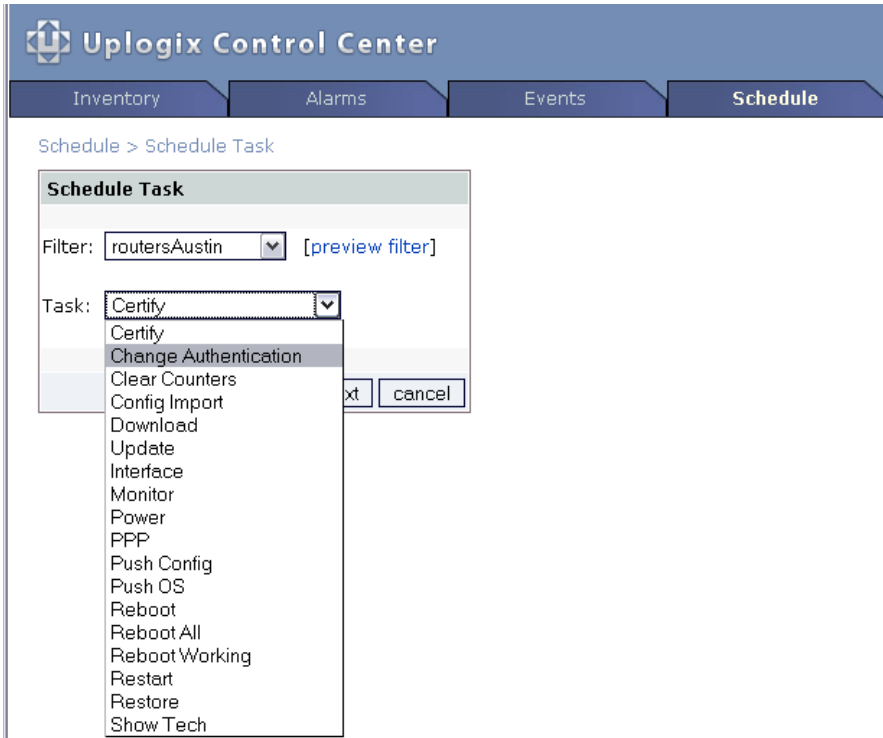 Uplogix Control Center
Inventory Alarms Events Schedule
Schedule > Schedule Task
Schedule Task
Filter: routersAustin [preview filter]
Task: Certify
Certify
Change Authentication
Clear Counters
Config Import
xt cancel
Download
Update
Interface
Monitor
Power
PPP
Push Config
Push OS
Reboot
Reboot All
Reboot Working
Restart
Restore
Show Tech